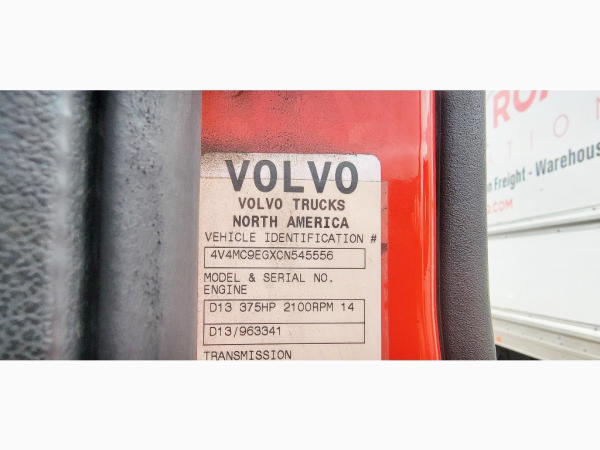 VOLVO
VOLVO TRUCKS
NORTH AMERICA
VEHICLE IDENTIFICATION #
4V4MC9EGXCN545556
MODEL & SERIAL NO.
ENGINE
D13 375HP 2100RPM 14
D13/963341
TRANSMISSION
Freight - Warehous
.COM